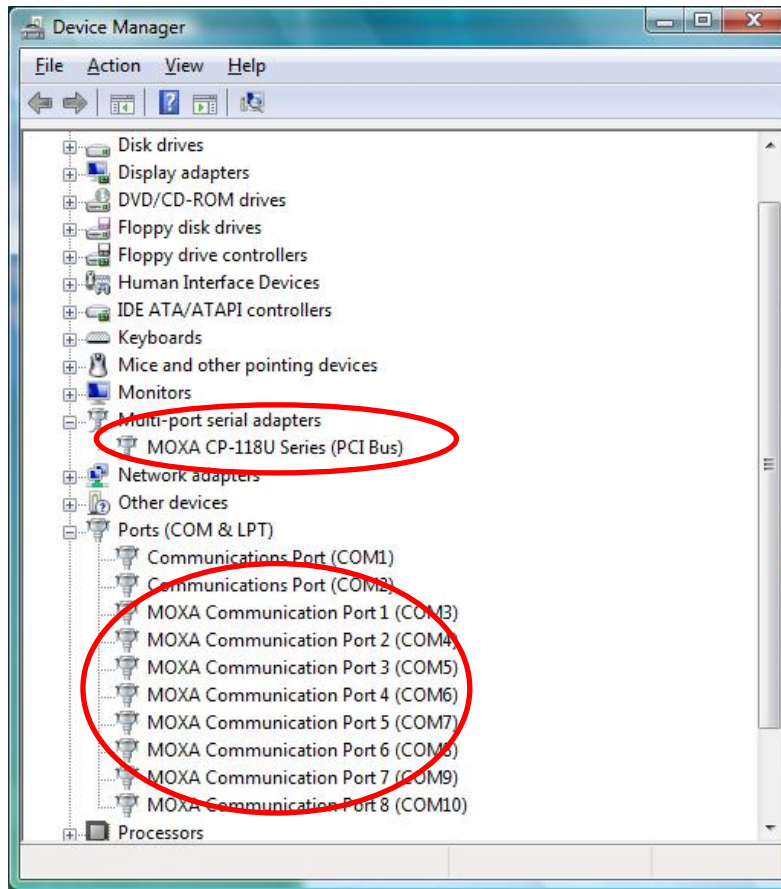 Device Manager
File Action View Help
Disk drives
Display adapters
DVD/CD-ROM drives
Floppy disk drives
Floppy drive controllers
Human Interface Devices
IDE ATA/ATAPI controllers
Keyboards
Mice and other pointing devices
Monitors
Multi-port serial adapters
MOXA CP-118U Series (PCI Bus)
Network adapters
Other devices
Ports (COM & LPT)
Communications Port (COM1)
Communications Port (COM2)
MOXA Communication Port 1 (COM3)
MOXA Communication Port 2 (COM4)
MOXA Communication Port 3 (COM5)
MOXA Communication Port 4 (COM6)
MOXA Communication Port 5 (COM7)
MOXA Communication Port 6 (COM8)
MOXA Communication Port 7 (COM9)
MOXA Communication Port 8 (COM10)
Processors